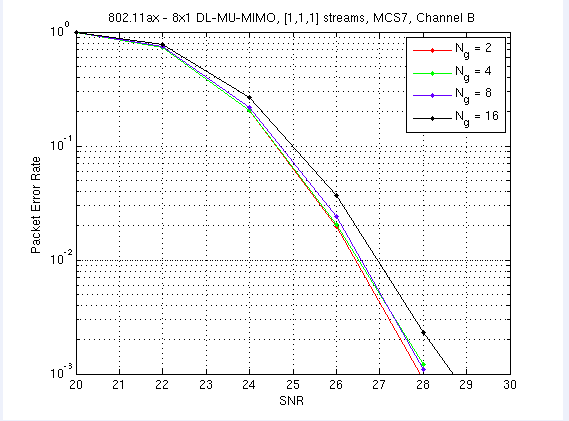 802.11ax - 8x1 DL-MU-MIMO, [1,1,1] streams, MCS7, Channel B
10^0
10^-1
10^-2
10^-3
Packet Error Rate
N_g = 2
N_g = 4
N_g = 8
N_g = 16
20 21 22 23 24 25 26 27 28 29 30
SNR